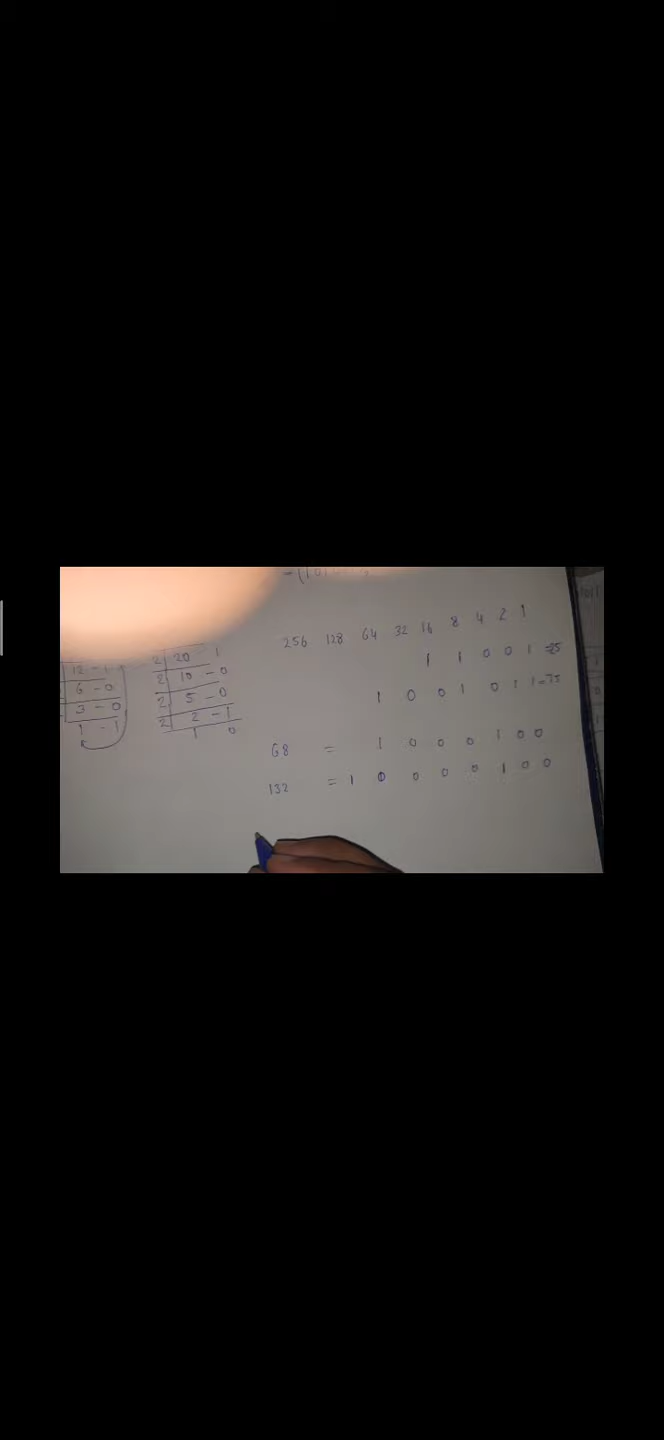 12 - 1
6 - 0
3 - 0
1 - 1
2 20 - 1
2 10 - 0
2 5 - 0
2 2 - 1
1 0
256 128 64 32 16 8 4 2 1
1 1 0 0 1 = 25
1 0 0 1 0 1 1 = 75
68 = 1 0 0 0 1 0 0
132 = 1 0 0 0 0 1 0 0